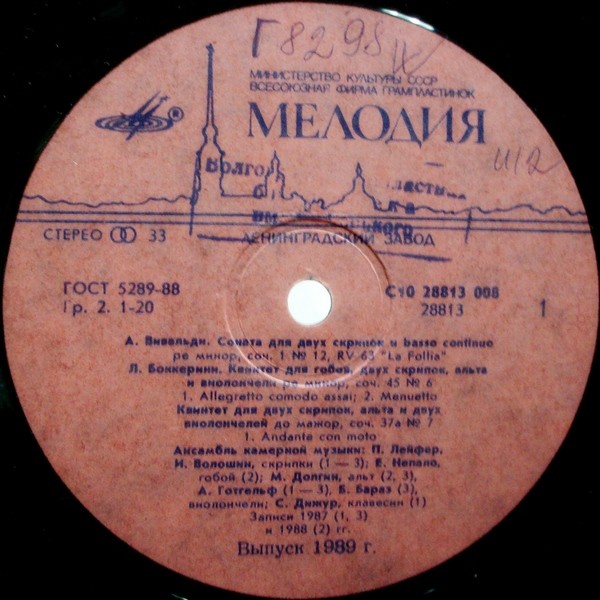 Г 8298
МИНИСТЕРСТВО КУЛЬТУРЫ СССР
ВСЕСОЮЗНАЯ ФИРМА ГРАМПЛАСТИНОК
®
МЕЛОДИЯ
СТЕРЕО 33
ЛЕНИНГРАДСКИЙ ЗАВОД
ГОСТ 5289-88
Гр. 2. 1-20
С10 28813 008
28813
1
А. Вивальди. Соната для двух скрипок и basso continuo
ре минор, соч. 1 № 12, RV-63 "La Follia"
Л. Боккерини. Квинтет для гобоя, двух скрипок, альта
и виолончели ре минор, соч. 45 № 6
1. Allegretto comodo assai; 2. Menuetto
Квинтет для двух скрипок, альта и двух
виолончелей до мажор, соч. 37а № 7
1. Andante con moto
Ансамбль камерной музыки: П. Лейфер,
И. Волошин, скрипки (1 — 3); Е. Непало,
гобой (2); М. Долгин, альт (2, 3),
А. Готгельф (1 — 3), Б. Бараз (3),
виолончели; С. Дижур, клавесин (1)
Записи 1987 (1, 3)
и 1988 (2) гг.
Выпуск 1989 г.